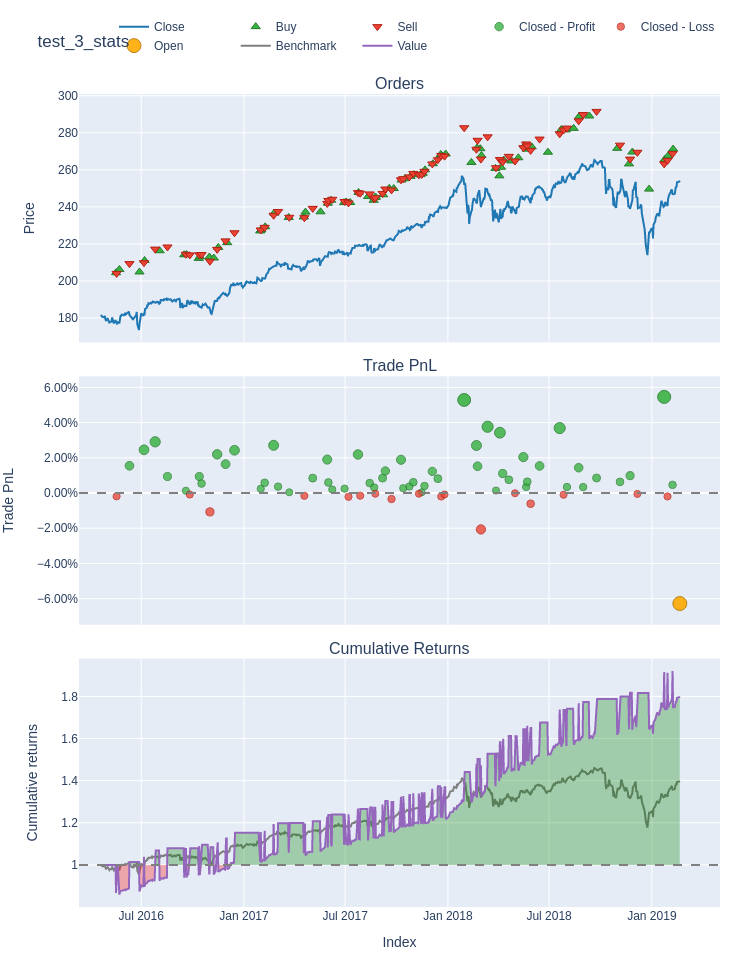 Close Buy Sell Closed - Profit Closed - Loss
test_3_stats Open Benchmark Value
Orders
300
280
260
240
220
200
180
Price
Trade PnL
6.00%
4.00%
2.00%
0.00%
−2.00%
−4.00%
−6.00%
Trade PnL
Cumulative Returns
1.8
1.6
1.4
1.2
1
Cumulative returns
Jul 2016 Jan 2017 Jul 2017 Jan 2018 Jul 2018 Jan 2019
Index